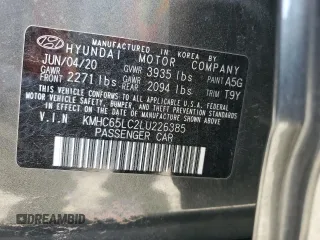 MANUFACTURED IN KOREA BY
HYUNDAI MOTOR COMPANY
JUN/04/20 GVWR 3935 lbs PAINT A5G
GAWR FRONT 2271 lbs GAWR REAR 2094 lbs TRIM T9Y
THIS VEHICLE CONFORMS TO ALL APPLICABLE U.S.
FEDERAL MOTOR VEHICLE SAFETY, BUMPER, AND THEFT
PREVENTION STANDARDS IN EFFECT ON THE DATE OF
MANUFACTURE SHOWN ABOVE.
V.I.N KMHC65LC2LU226385
PASSENGER CAR
DREAMBID